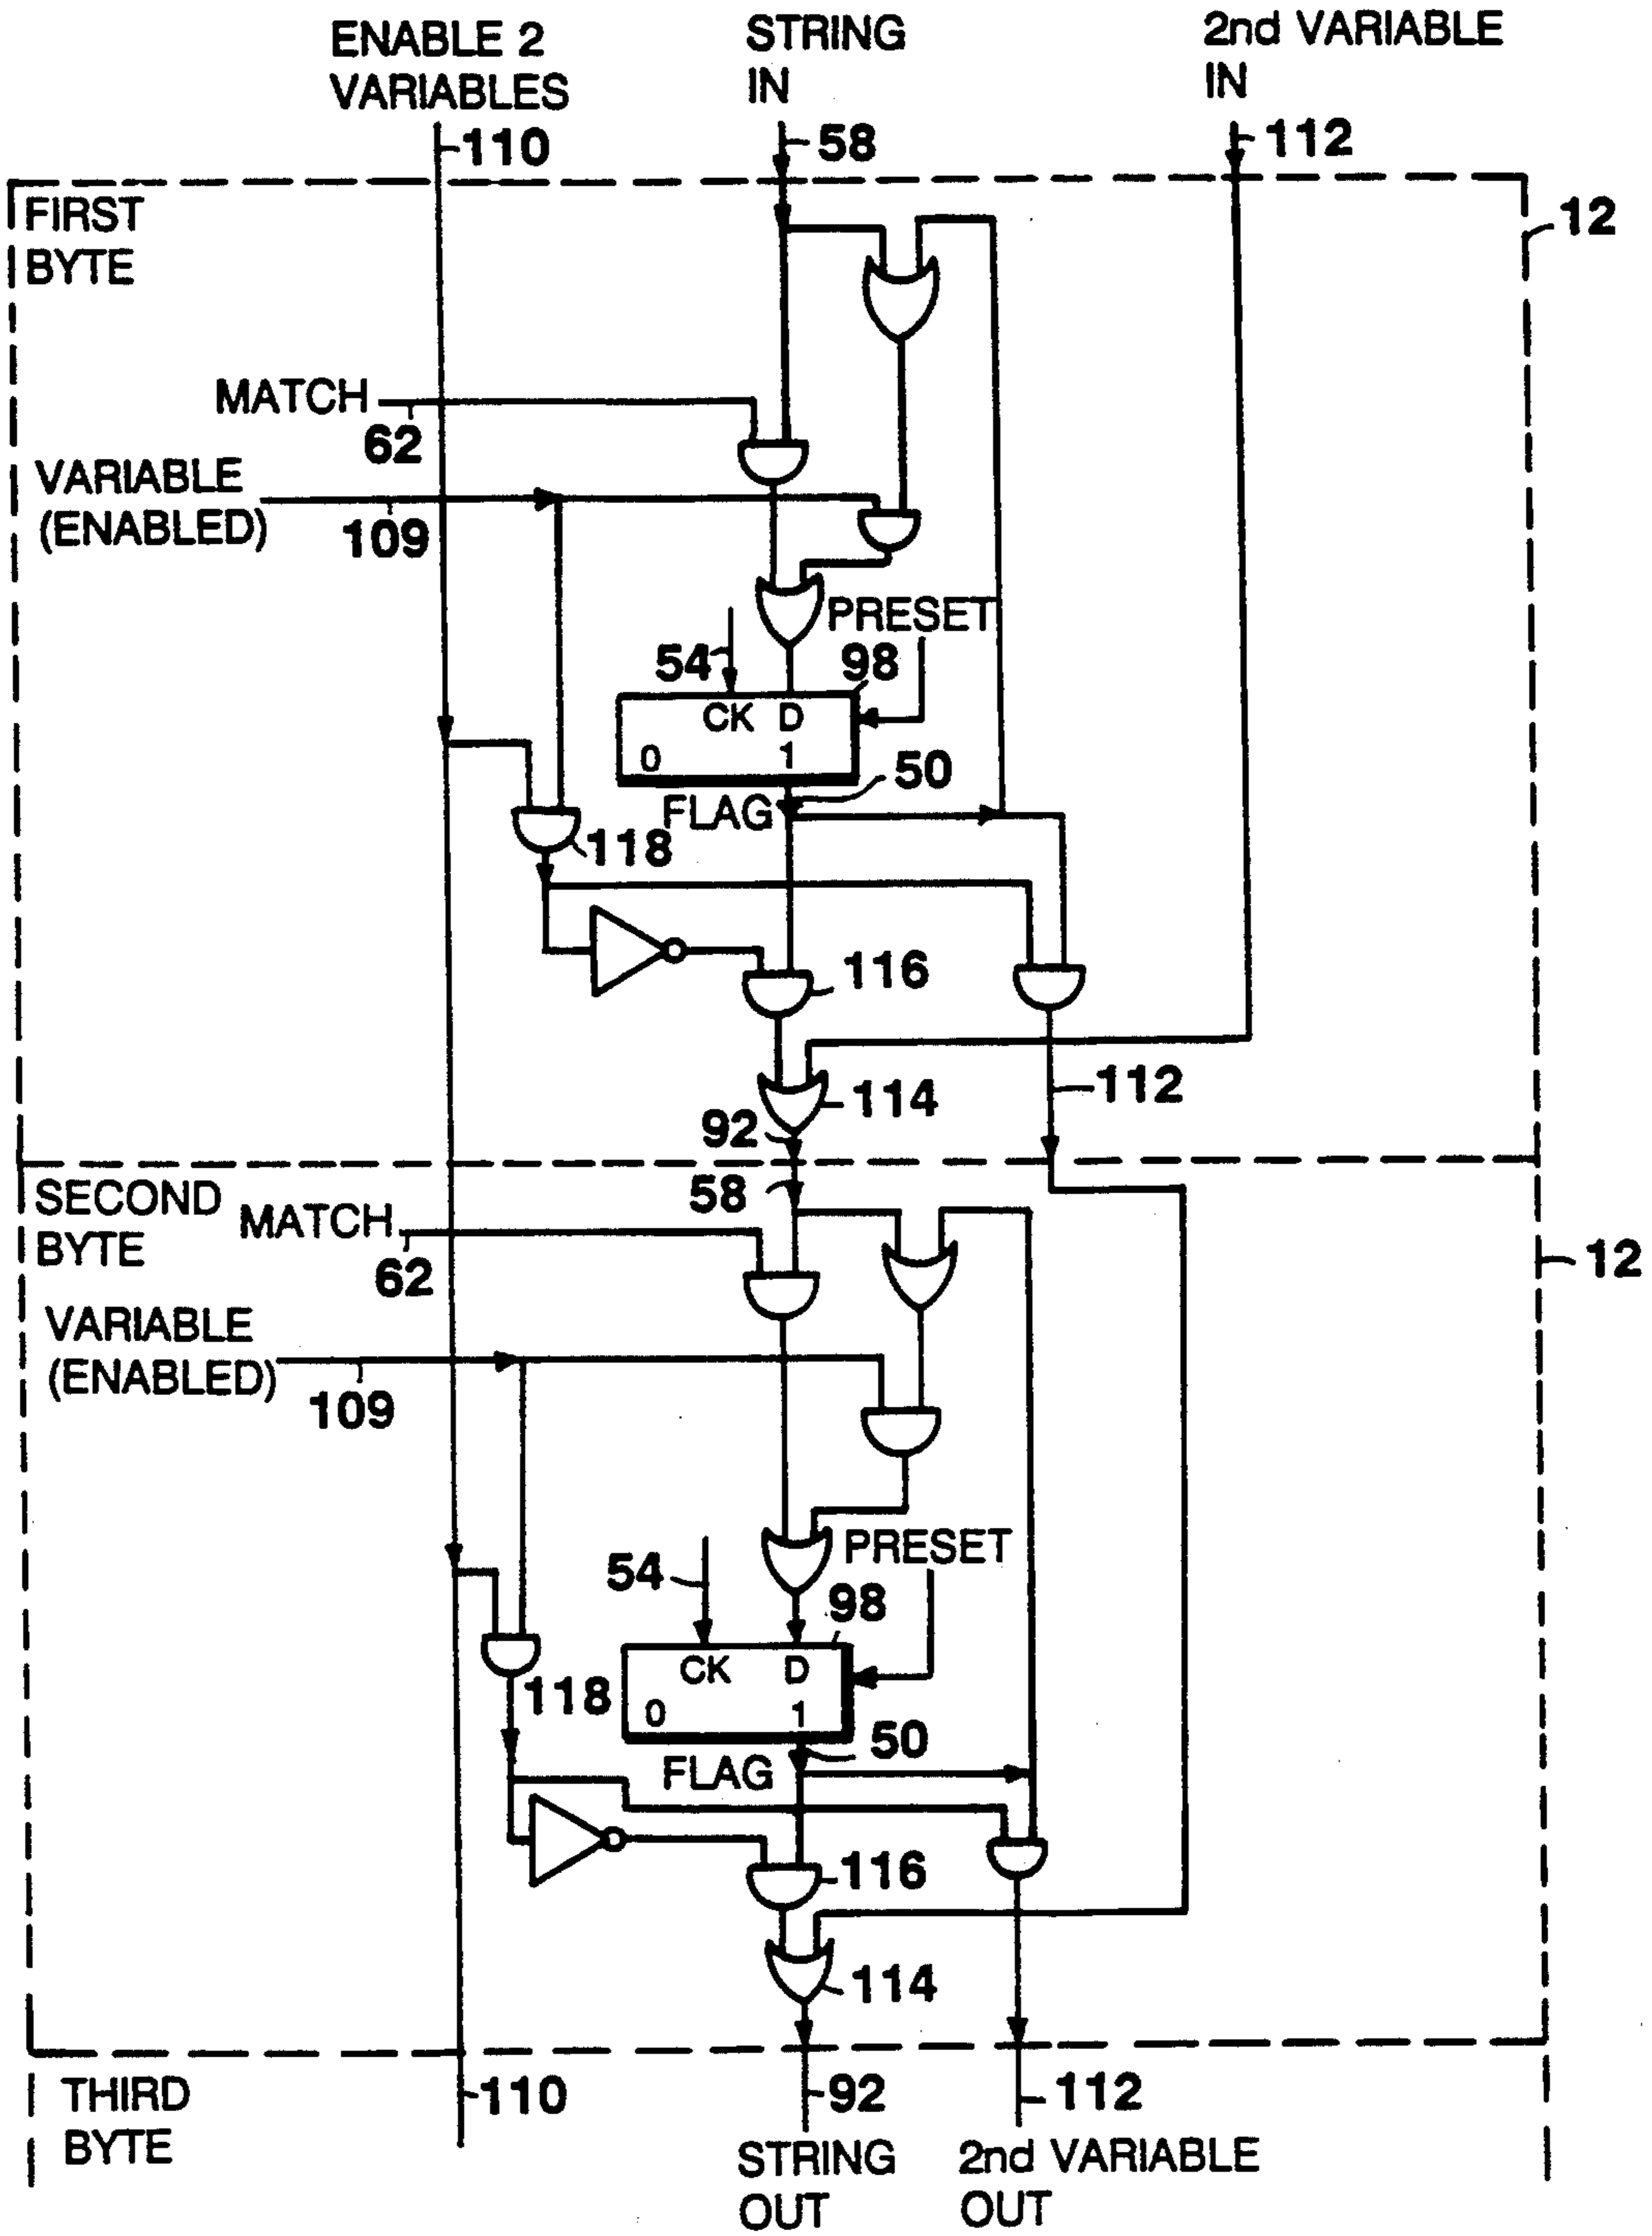 ENABLE 2
VARIABLES
STRING
IN
2nd VARIABLE
IN
110
58
112
FIRST
BYTE
12
MATCH
62
VARIABLE
(ENABLED)
109
PRESET
54
98
CK D
0 1
50
FLAG
118
116
112
114
92
SECOND
BYTE
58
MATCH
62
12
VARIABLE
(ENABLED)
109
PRESET
54
98
CK D
0 1
118
50
FLAG
116
114
THIRD
BYTE
110
92
112
STRING
OUT
2nd VARIABLE
OUT